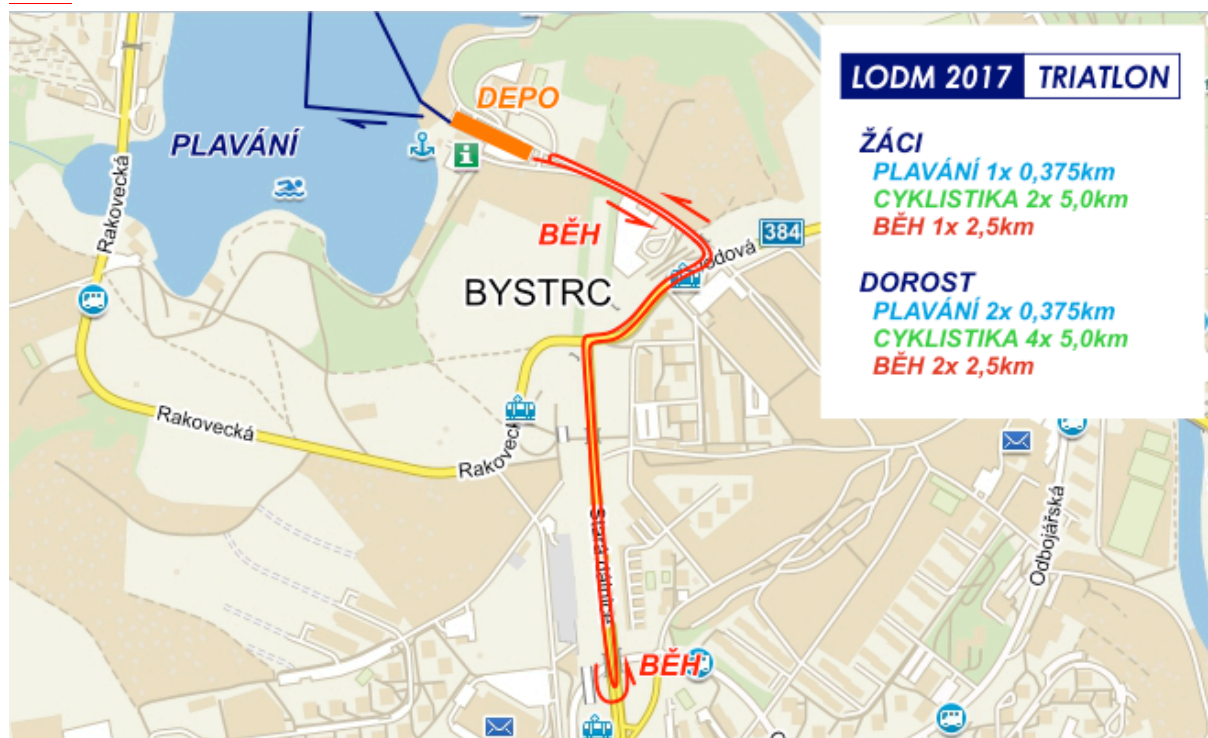 LODM 2017 TRIATLON
ŽÁCI
PLAVÁNÍ 1x 0,375km
CYKLISTIKA 2x 5,0km
BĚH 1x 2,5km
DOROST
PLAVÁNÍ 2x 0,375km
CYKLISTIKA 4x 5,0km
BĚH 2x 2,5km
DEPO
PLAVÁNÍ
Rakovecká
BĚH
384
BYSTRC
Rakovecká
Stará dálnice
Odbojářská
BĚH